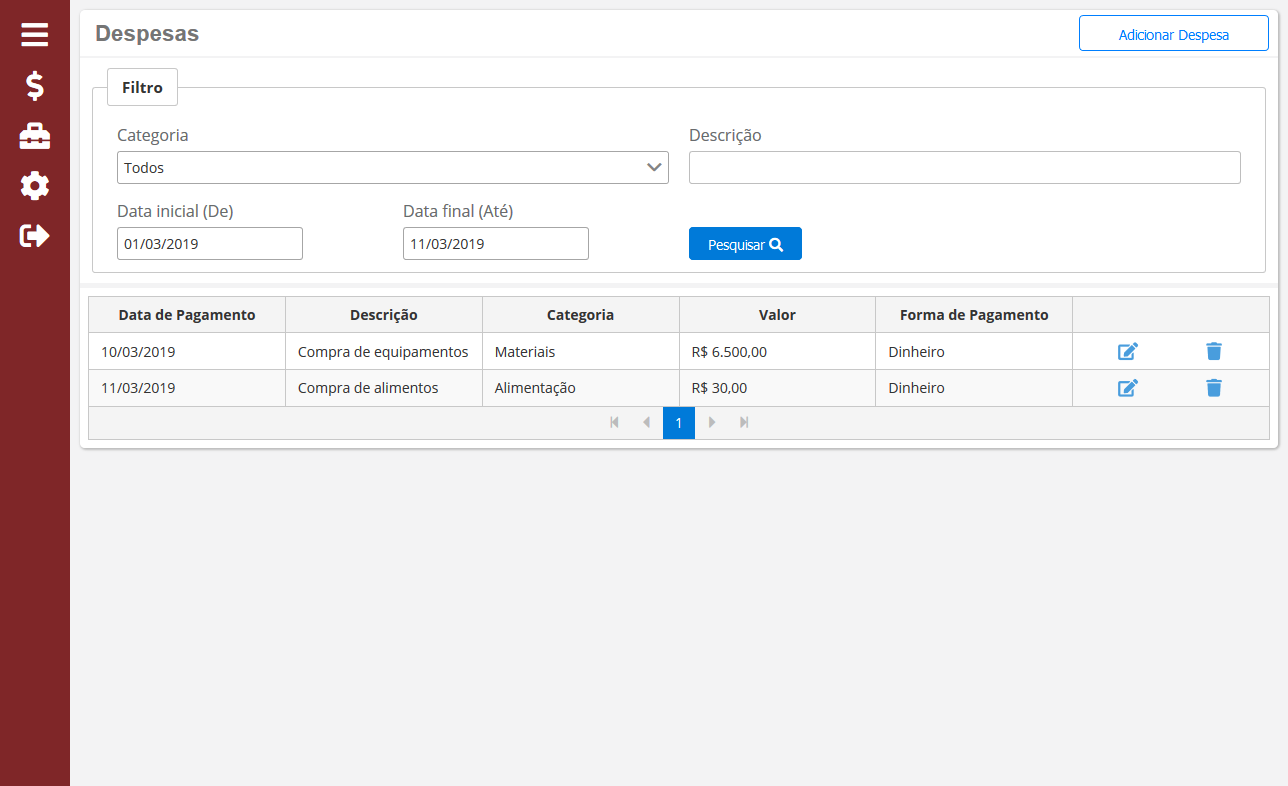 Despesas
Adicionar Despesa
Filtro
Categoria Descrição
Todos
Data inicial (De) Data final (Até)
01/03/2019 11/03/2019 Pesquisar
Data de Pagamento Descrição Categoria Valor Forma de Pagamento
10/03/2019 Compra de equipamentos Materiais R$ 6.500,00 Dinheiro
11/03/2019 Compra de alimentos Alimentação R$ 30,00 Dinheiro
1